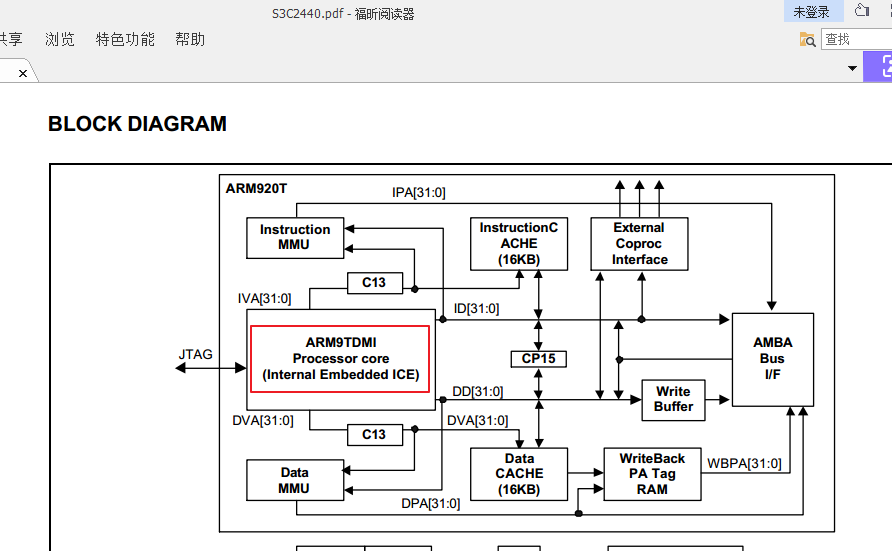 S3C2440.pdf - 福昕阅读器
未登录
共享 浏览 特色功能 帮助
查找
BLOCK DIAGRAM
ARM920T
IPA[31:0]
Instruction
MMU
InstructionC
ACHE
(16KB)
External
Coproc
Interface
C13
IVA[31:0]
ID[31:0]
ARM9TDMI
Processor core
(Internal Embedded ICE)
JTAG
CP15
AMBA
Bus
I/F
DD[31:0]
Write
Buffer
DVA[31:0]
C13
DVA[31:0]
Data
MMU
Data
CACHE
(16KB)
WriteBack
PA Tag
RAM
WBPA[31:0]
DPA[31:0]